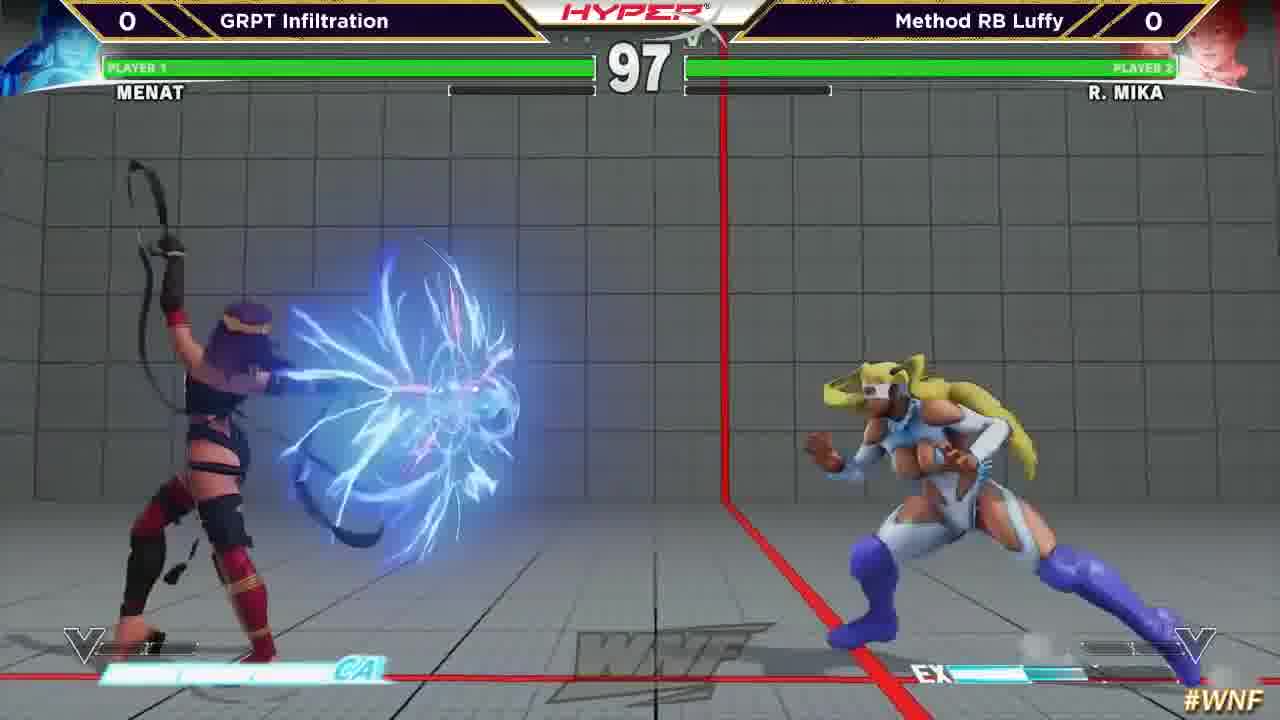 0 GRPT Infiltration HYPER X Method RB Luffy 0
PLAYER 1 97 PLAYER 2
MENAT R. MIKA
V V
CA EX
WNF
#WNF